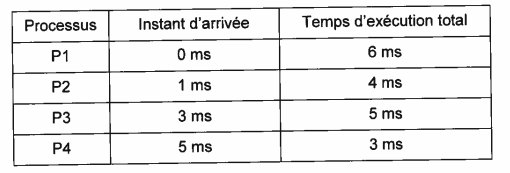 Processus Instant d'arrivée Temps d'exécution total
P1 0 ms 6 ms
P2 1 ms 4 ms
P3 3 ms 5 ms
P4 5 ms 3 ms